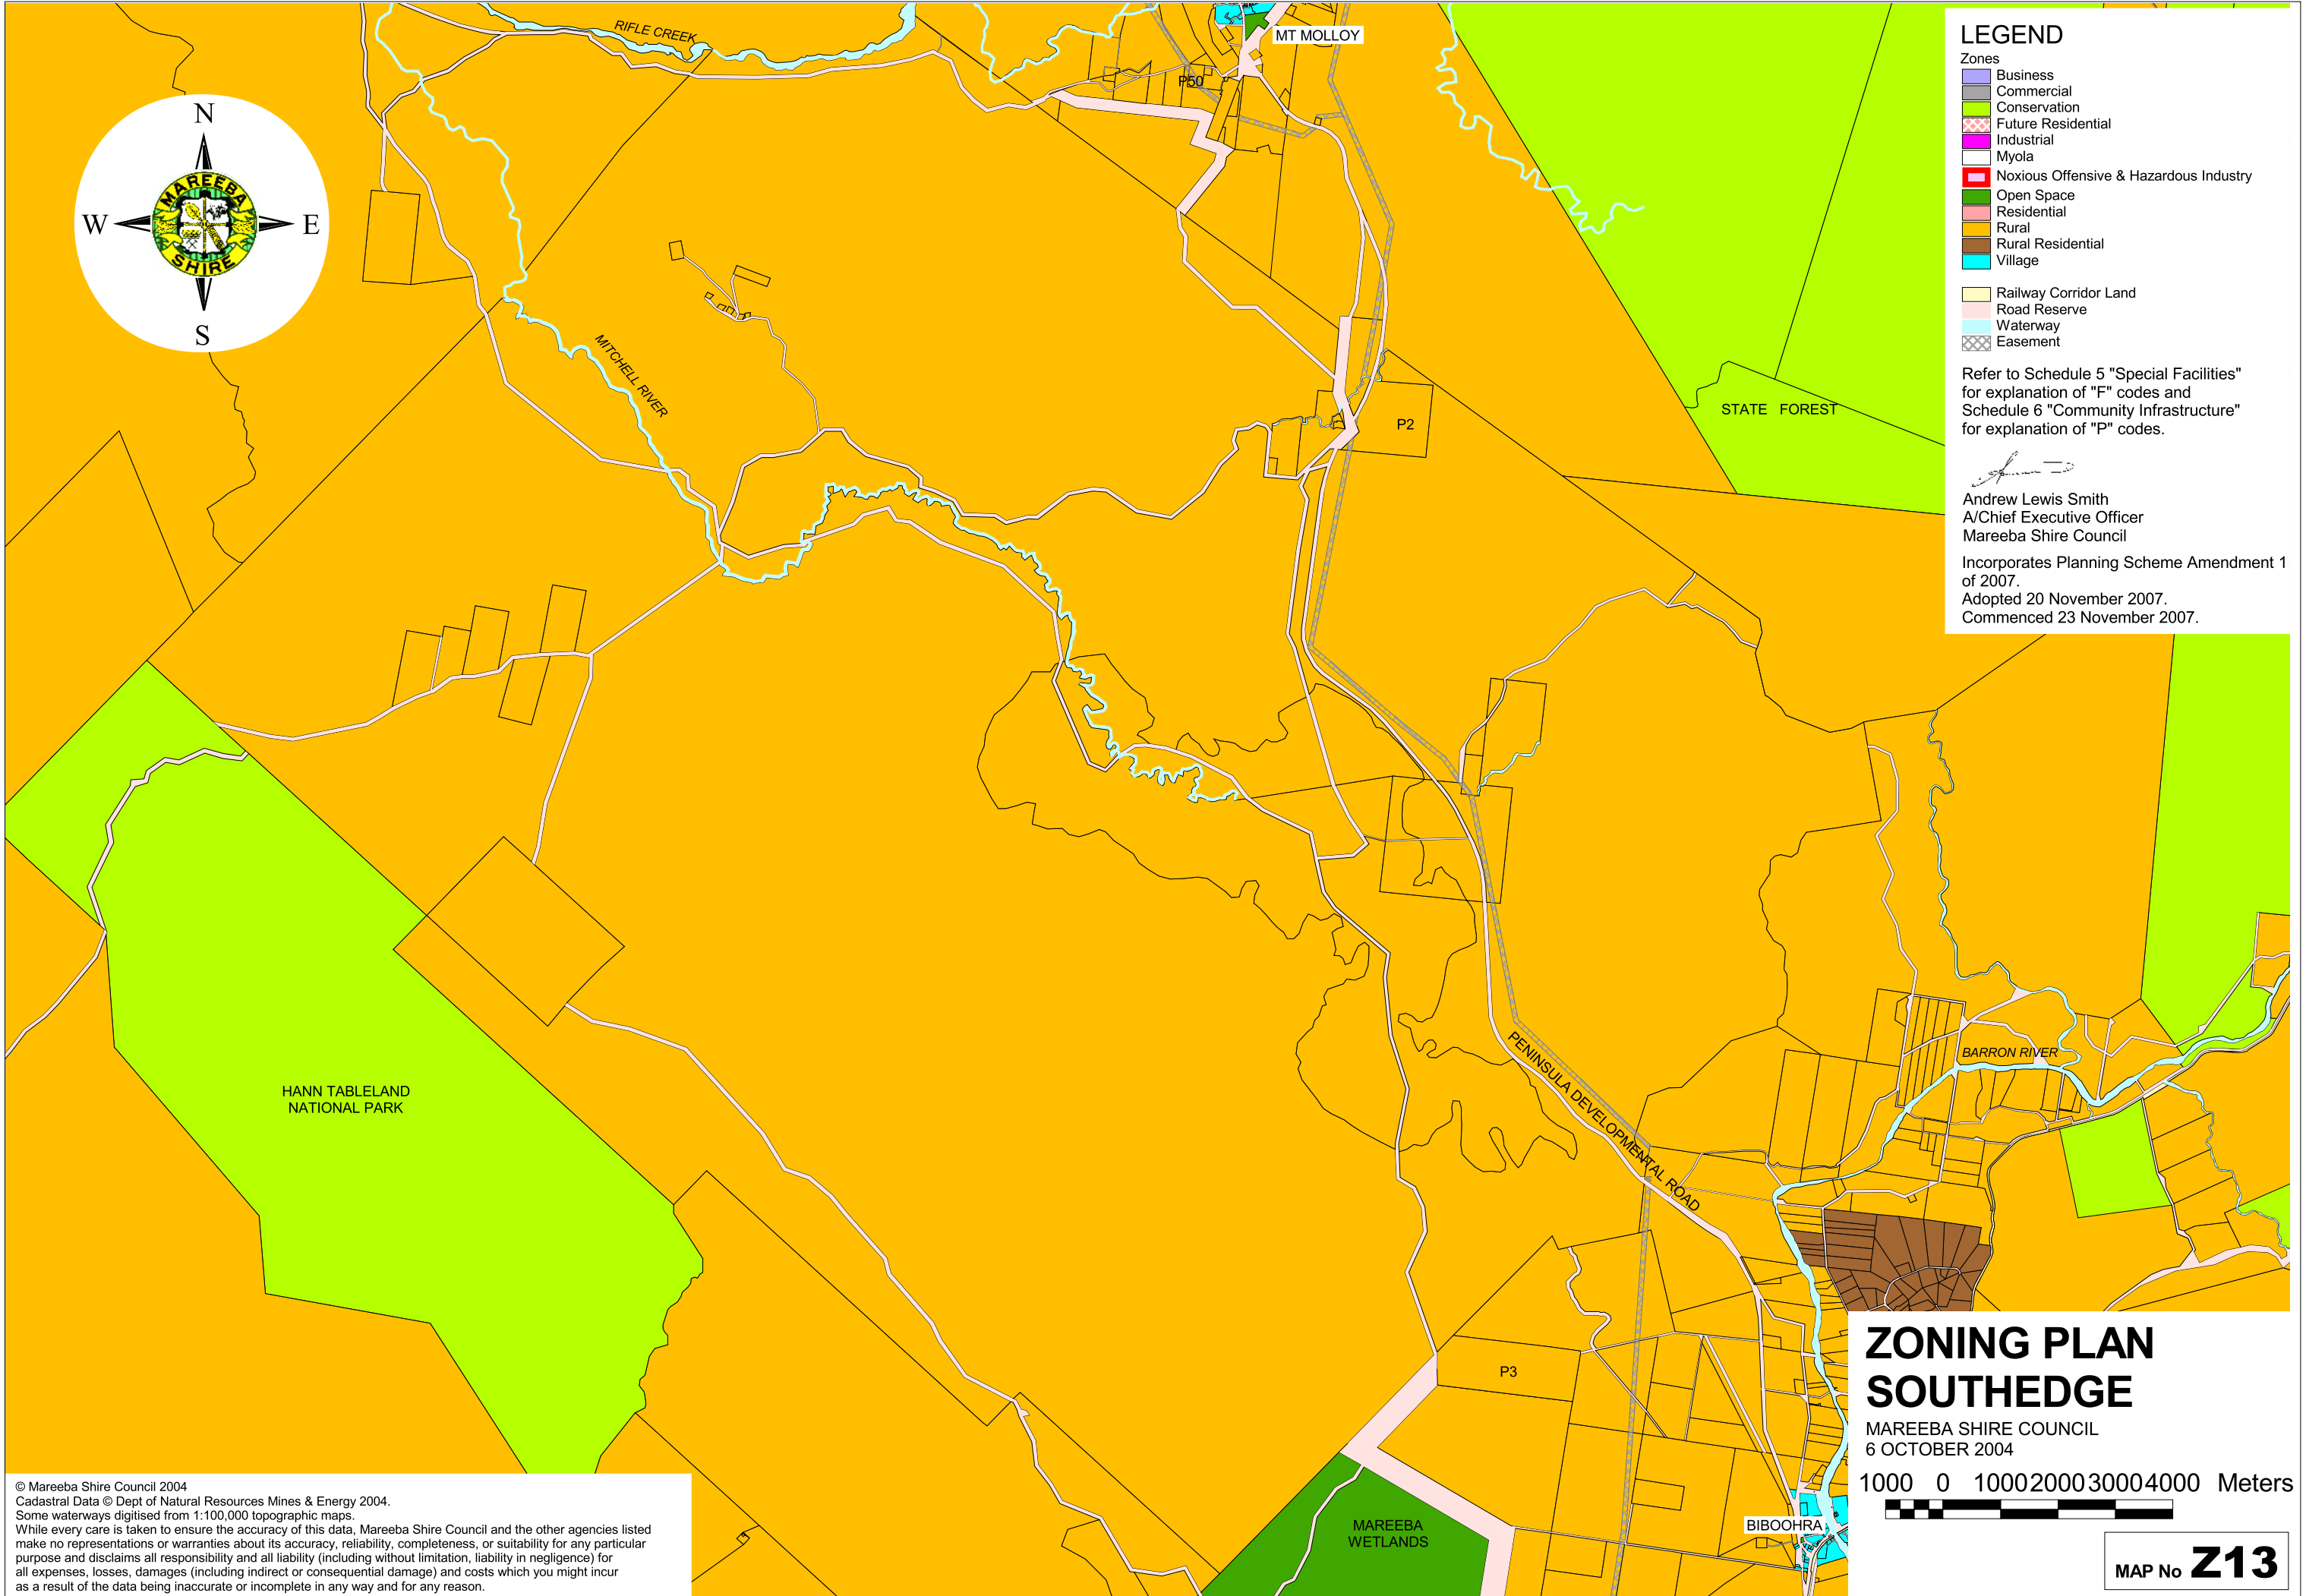 RIFLE CREEK
MT MOLLOY
P50
N
W
E
S
MAREEBA
SHIRE
MITCHELL RIVER
P2
STATE FOREST
LEGEND
Zones
Business
Commercial
Conservation
Future Residential
Industrial
Myola
Noxious Offensive & Hazardous Industry
Open Space
Residential
Rural
Rural Residential
Village
Railway Corridor Land
Road Reserve
Waterway
Easement
Refer to Schedule 5 "Special Facilities"
for explanation of "F" codes and
Schedule 6 "Community Infrastructure"
for explanation of "P" codes.
Andrew Lewis Smith
A/Chief Executive Officer
Mareeba Shire Council
Incorporates Planning Scheme Amendment 1
of 2007.
Adopted 20 November 2007.
Commenced 23 November 2007.
HANN TABLELAND
NATIONAL PARK
PENINSULA DEVELOPMENTAL ROAD
BARRON RIVER
P3
MAREEBA
WETLANDS
BIBOOHRA
ZONING PLAN
SOUTHEDGE
MAREEBA SHIRE COUNCIL
6 OCTOBER 2004
1000 0 1000 2000 3000 4000 Meters
MAP No Z13
© Mareeba Shire Council 2004
Cadastral Data © Dept of Natural Resources Mines & Energy 2004.
Some waterways digitised from 1:100,000 topographic maps.
While every care is taken to ensure the accuracy of this data, Mareeba Shire Council and the other agencies listed
make no representations or warranties about its accuracy, reliability, completeness, or suitability for any particular
purpose and disclaims all responsibility and all liability (including without limitation, liability in negligence) for
all expenses, losses, damages (including indirect or consequential damage) and costs which you might incur
as a result of the data being inaccurate or incomplete in any way and for any reason.